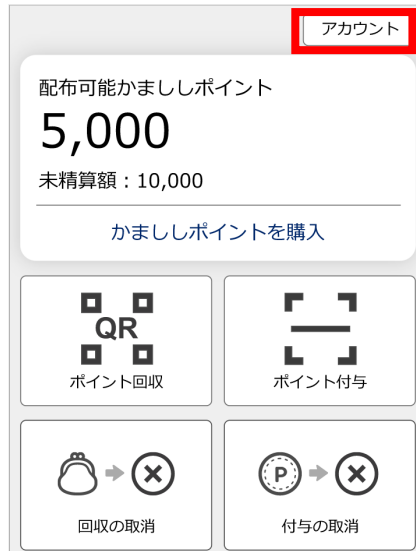 アカウント
配布可能かまししポイント
5,000
未精算額：10,000
かまししポイントを購入
QR
ポイント回収
ポイント付与
P
回収の取消
付与の取消